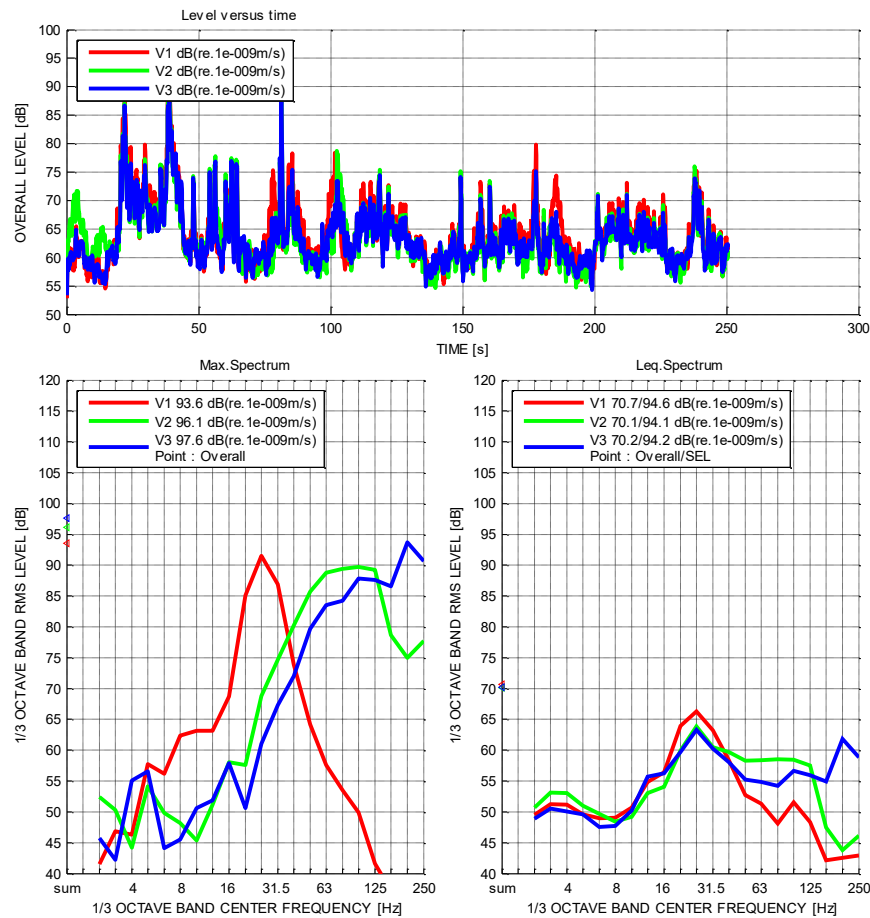 Level versus time
100
95
90
85
80
75
70
65
60
55
50
OVERALL LEVEL [dB]
V1 dB(re.1e-009m/s)
V2 dB(re.1e-009m/s)
V3 dB(re.1e-009m/s)
0 50 100 150 200 250 300
TIME [s]
Max.Spectrum
120
115
110
105
100
95
90
85
80
75
70
65
60
55
50
45
40
1/3 OCTAVE BAND RMS LEVEL [dB]
V1 93.6 dB(re.1e-009m/s)
V2 96.1 dB(re.1e-009m/s)
V3 97.6 dB(re.1e-009m/s)
Point : Overall
sum 4 8 16 31.5 63 125 250
1/3 OCTAVE BAND CENTER FREQUENCY [Hz]
Leq.Spectrum
120
115
110
105
100
95
90
85
80
75
70
65
60
55
50
45
40
1/3 OCTAVE BAND RMS LEVEL [dB]
V1 70.7/94.6 dB(re.1e-009m/s)
V2 70.1/94.1 dB(re.1e-009m/s)
V3 70.2/94.2 dB(re.1e-009m/s)
Point : Overall/SEL
sum 4 8 16 31.5 63 125 250
1/3 OCTAVE BAND CENTER FREQUENCY [Hz]